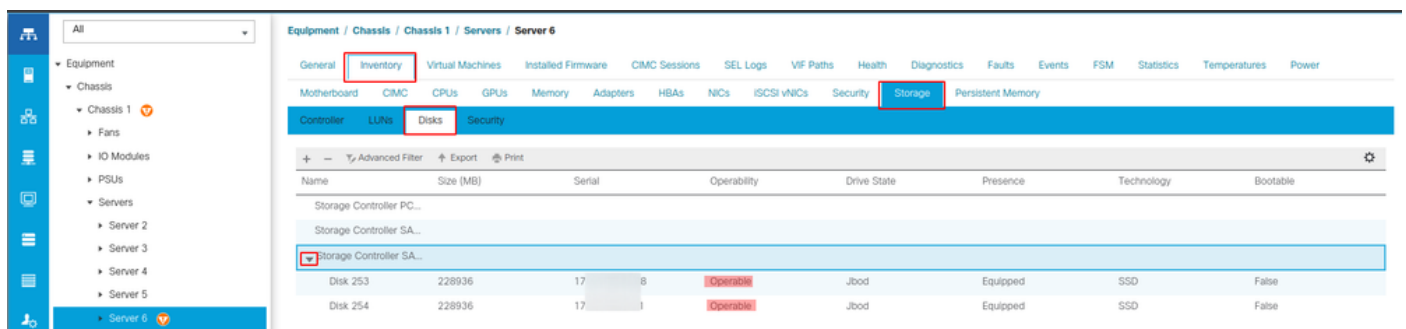 All
Equipment
Chassis
Chassis 1
Fans
IO Modules
PSUs
Servers
Server 2
Server 3
Server 4
Server 5
Server 6
Equipment / Chassis / Chassis 1 / Servers / Server 6
General Inventory Virtual Machines Installed Firmware CIMC Sessions SEL Logs VIF Paths Health Diagnostics Faults Events FSM Statistics Temperatures Power
Motherboard CIMC CPUs GPUs Memory Adapters HBAs NICs iSCSI vNICs Security Storage Persistent Memory
Controller LUNs Disks Security
+ − Advanced Filter Export Print
Name Size (MB) Serial Operability Drive State Presence Technology Bootable
Storage Controller PC...
Storage Controller SA...
Storage Controller SA...
Disk 253 228936 17 8 Operable Jbod Equipped SSD False
Disk 254 228936 17 Operable Jbod Equipped SSD False